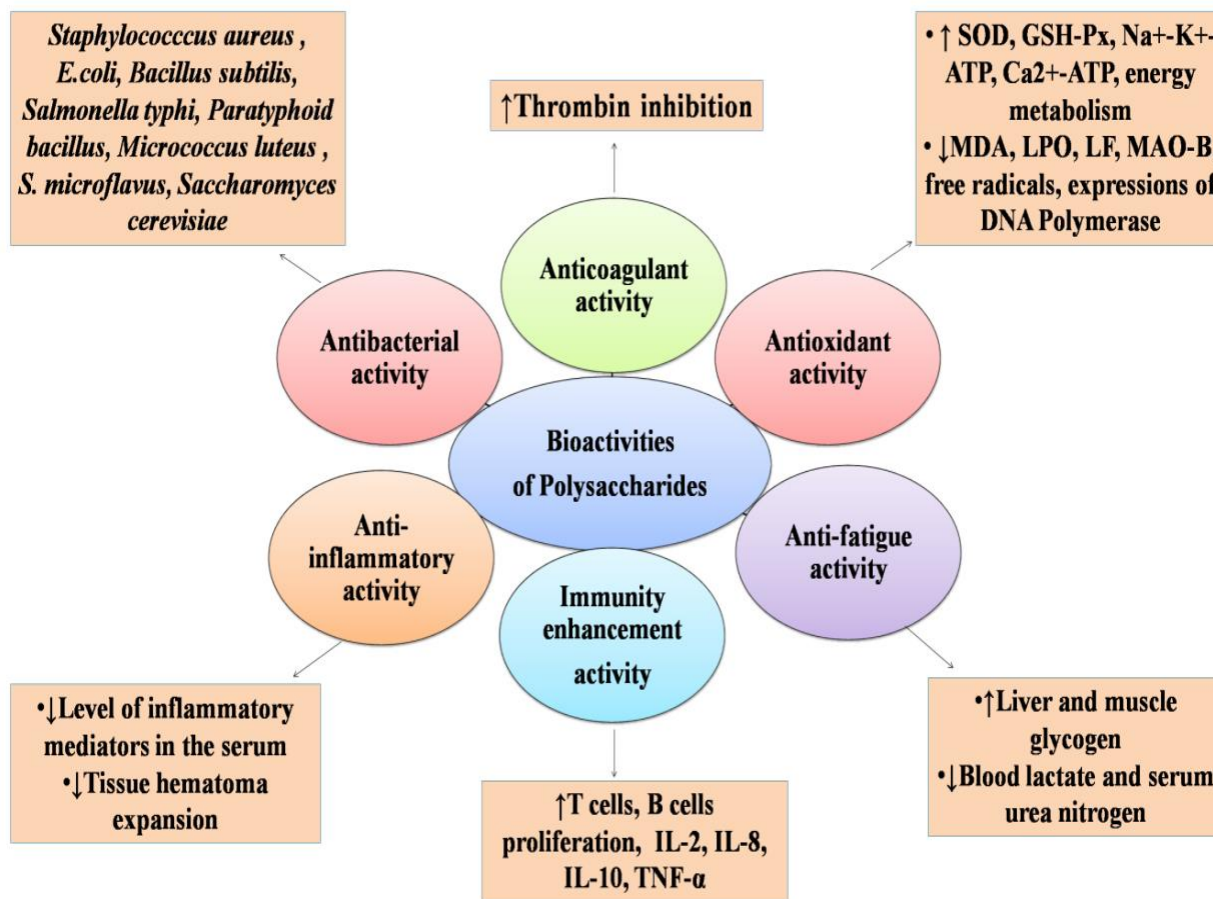 Staphylococccus aureus ,
E.coli, Bacillus subtilis,
Salmonella typhi, Paratyphoid
bacillus, Micrococcus luteus ,
S. microflavus, Saccharomyces
cerevisiae
↑Thrombin inhibition
• ↑ SOD, GSH-Px, Na+-K+-
ATP, Ca2+-ATP, energy
metabolism
• ↓MDA, LPO, LF, MAO-B
free radicals, expressions of
DNA Polymerase
Anticoagulant
activity
Antibacterial
activity
Antioxidant
activity
Bioactivities
of Polysaccharides
Anti-
inflammatory
activity
Anti-fatigue
activity
Immunity
enhancement
activity
•↓Level of inflammatory
mediators in the serum
•↓Tissue hematoma
expansion
↑T cells, B cells
proliferation, IL-2, IL-8,
IL-10, TNF-α
•↑Liver and muscle
glycogen
•↓Blood lactate and serum
urea nitrogen